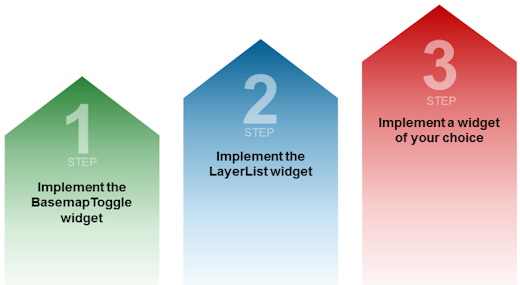 1
STEP
Implement the
BasemapToggle
widget
2
STEP
Implement the
LayerList widget
3
STEP
Implement a widget
of your choice